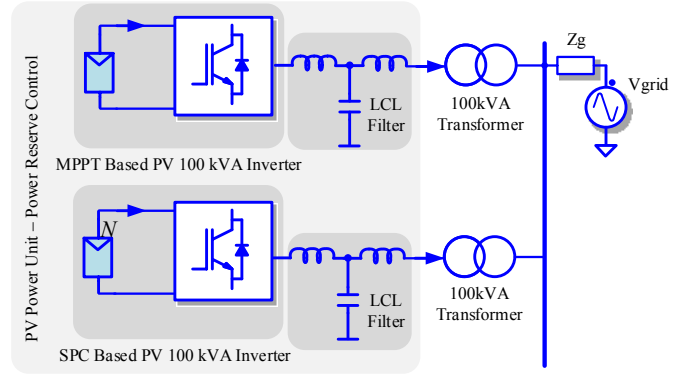 PV Power Unit – Power Reserve Control
LCL
Filter
100kVA
Transformer
Zg
Vgrid
MPPT Based PV 100 kVA Inverter
N
LCL
Filter
100kVA
Transformer
SPC Based PV 100 kVA Inverter